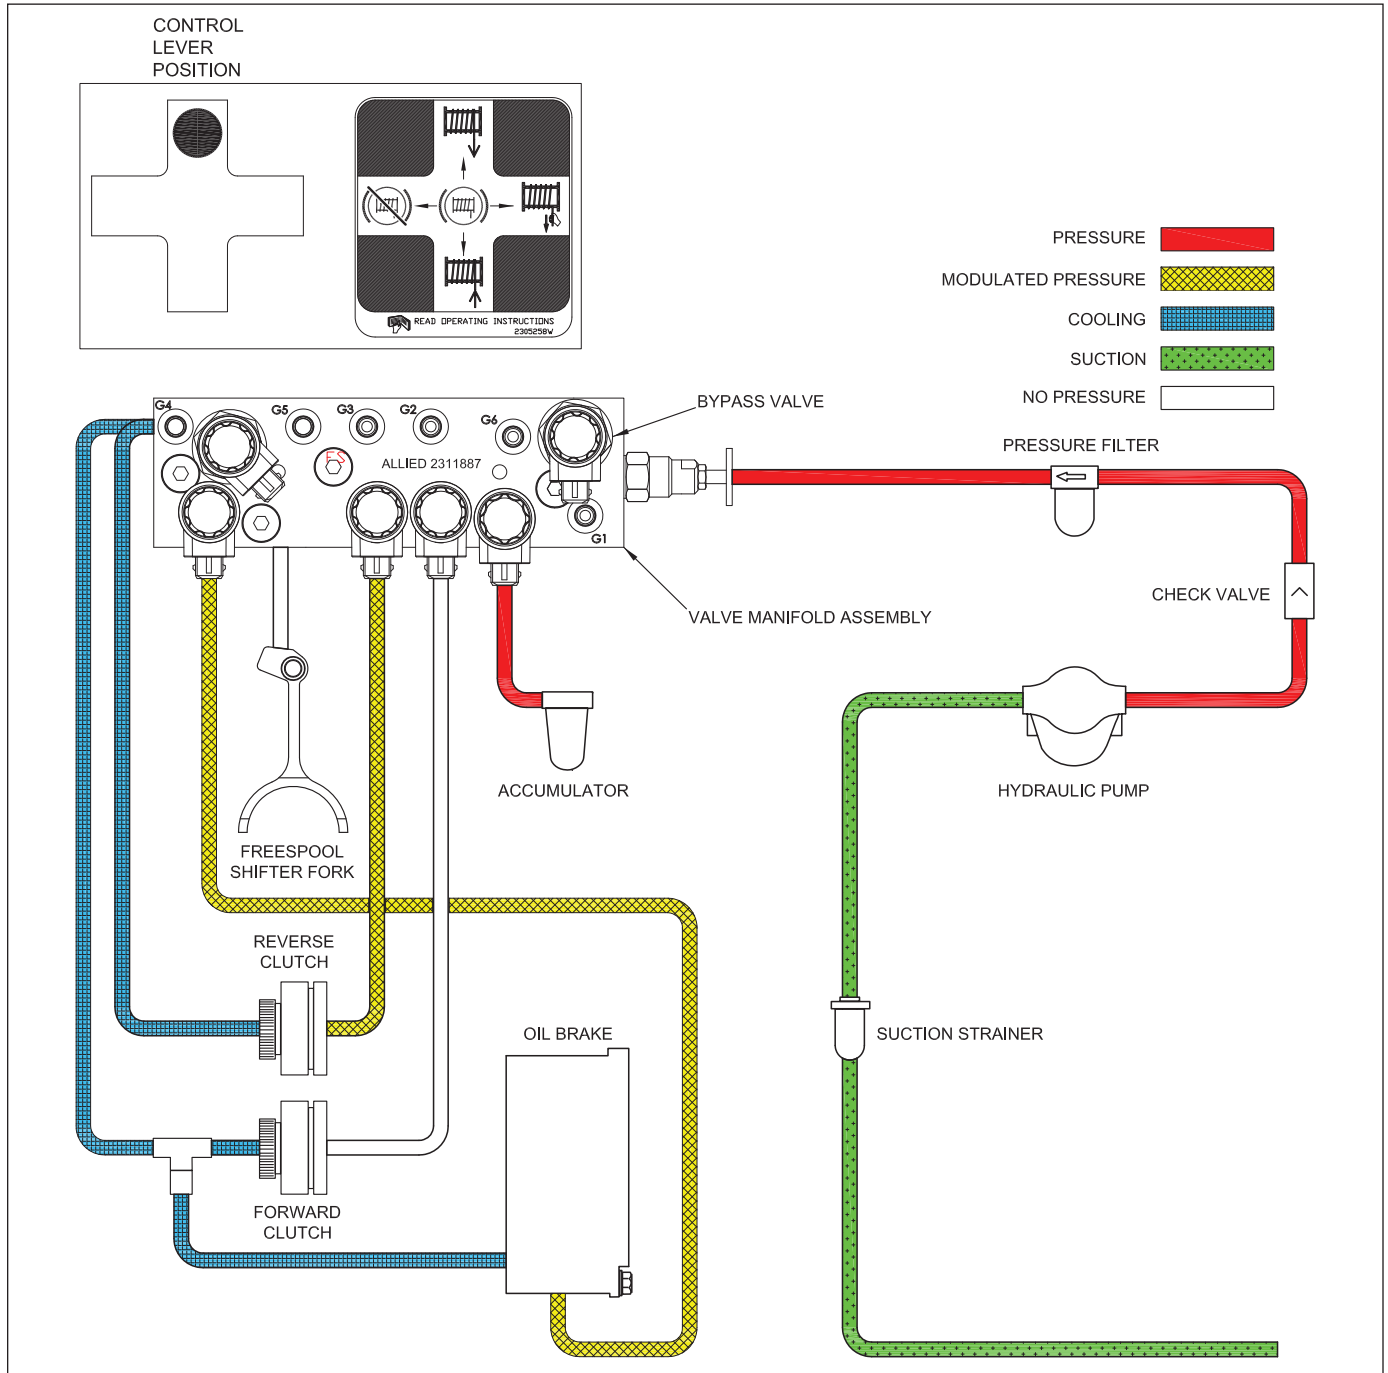 CONTROL
LEVER
POSITION
READ OPERATING INSTRUCTIONS
230525BW
PRESSURE
MODULATED PRESSURE
COOLING
SUCTION
NO PRESSURE
G4
G5
G3
G2
G6
FS
ALLIED 2311887
G1
BYPASS VALVE
PRESSURE FILTER
CHECK VALVE
VALVE MANIFOLD ASSEMBLY
ACCUMULATOR
HYDRAULIC PUMP
FREESPOOL
SHIFTER FORK
REVERSE
CLUTCH
OIL BRAKE
SUCTION STRAINER
FORWARD
CLUTCH